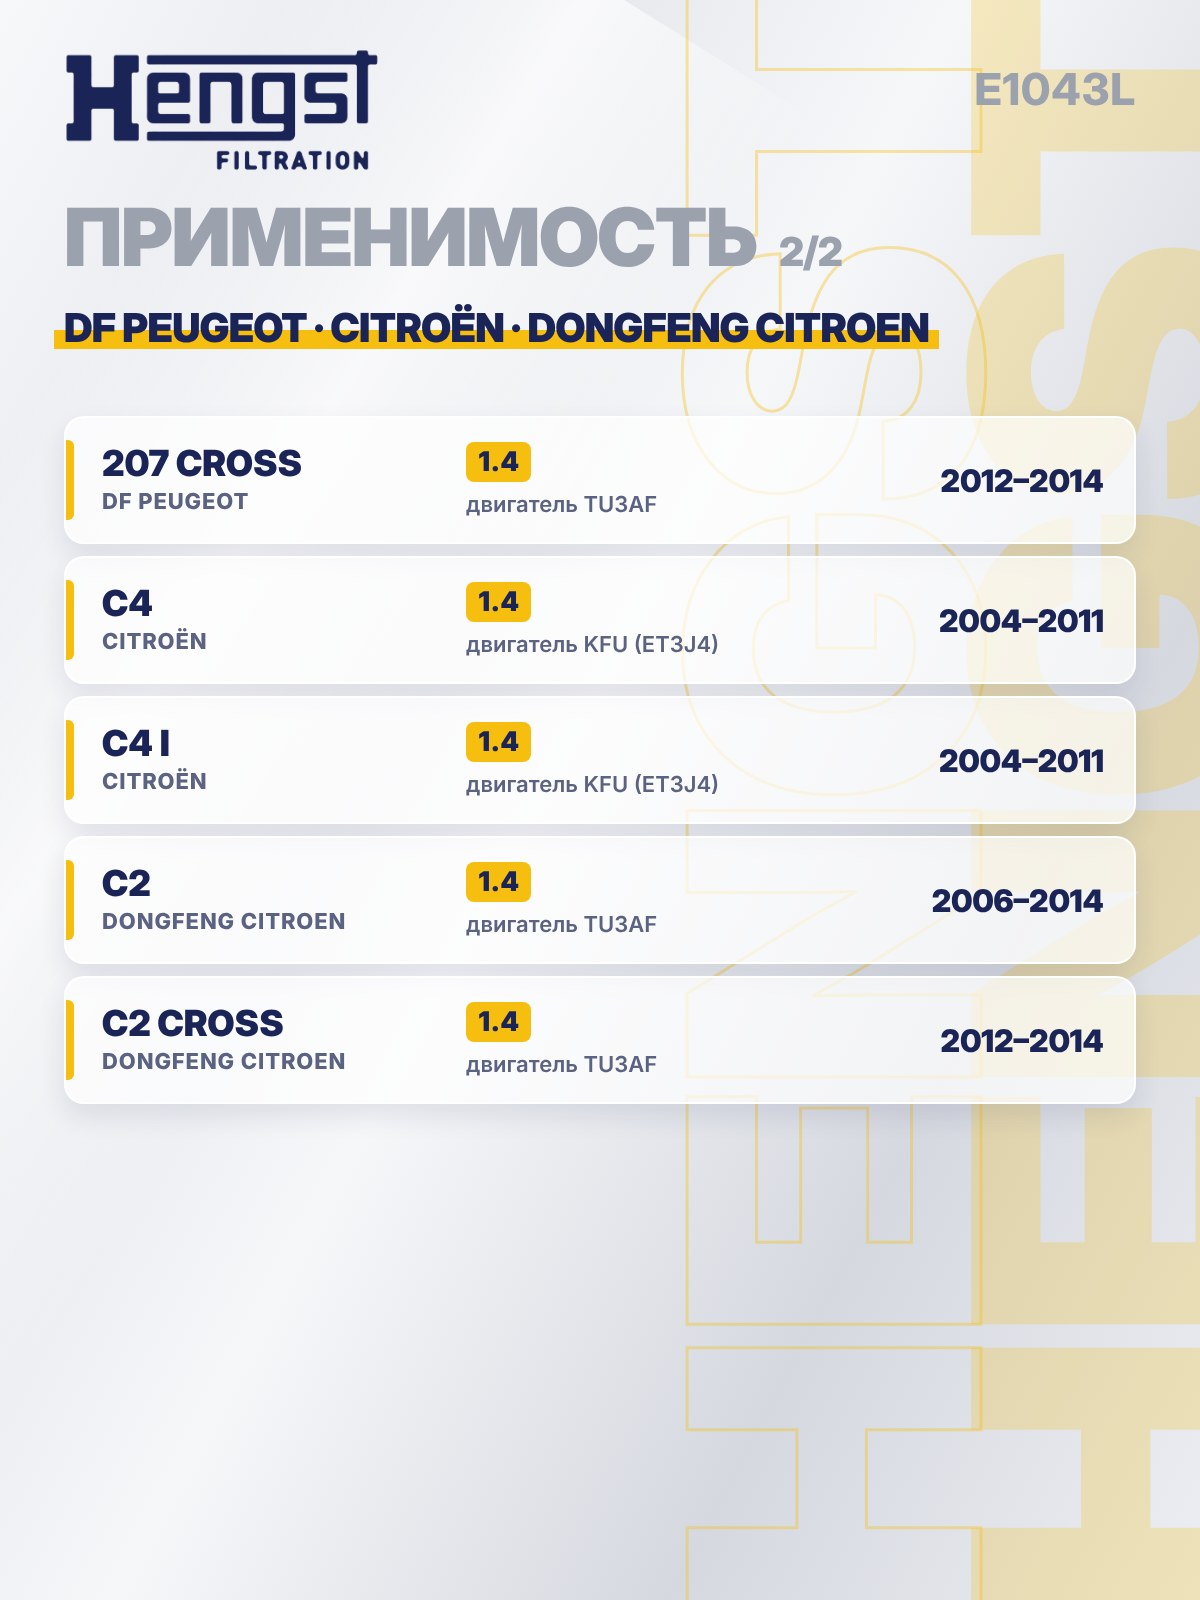 Hengst
FILTRATION
E1043L
ПРИМЕНИМОСТЬ 2/2
DF PEUGEOT · CITROËN · DONGFENG CITROEN
207 CROSS
DF PEUGEOT
1.4
двигатель TU3AF
2012–2014
C4
CITROËN
1.4
двигатель KFU (ET3J4)
2004–2011
C4 I
CITROËN
1.4
двигатель KFU (ET3J4)
2004–2011
C2
DONGFENG CITROEN
1.4
двигатель TU3AF
2006–2014
C2 CROSS
DONGFENG CITROEN
1.4
двигатель TU3AF
2012–2014
HENGST
HENGST